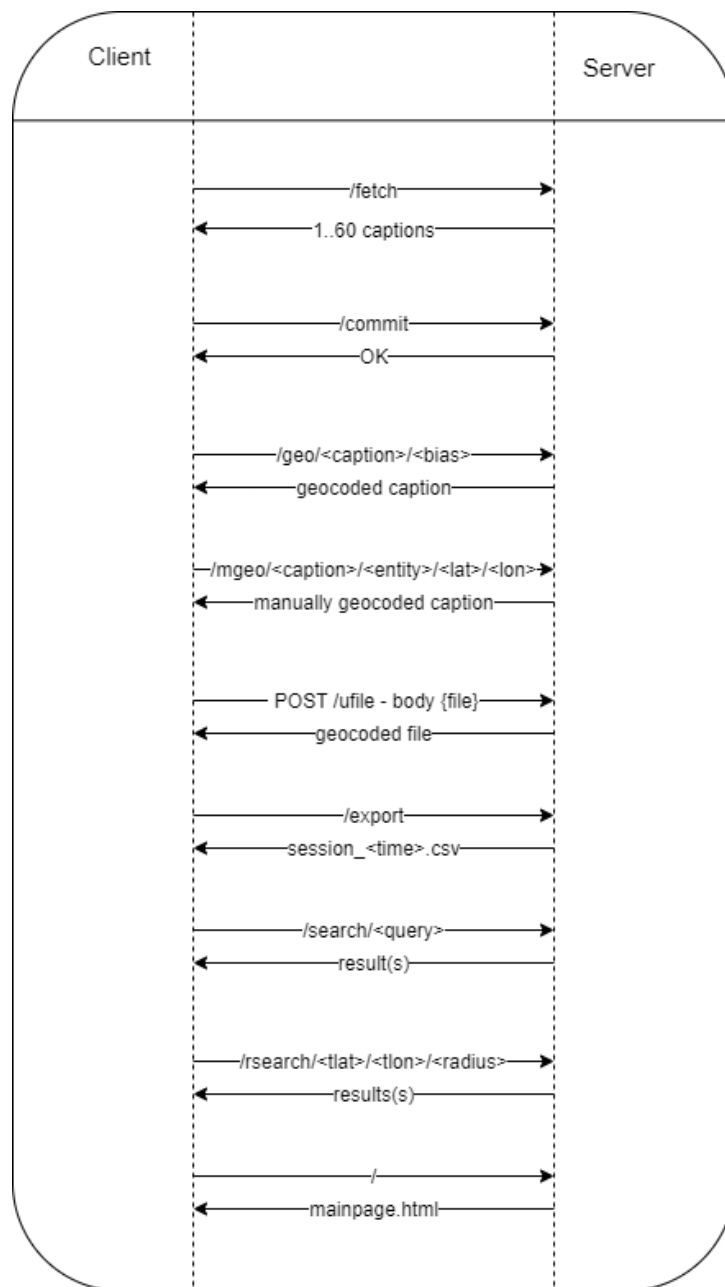 Client
Server
/fetch
1..60 captions
/commit
OK
/geo/<caption>/<bias>
geocoded caption
/mgeo/<caption>/<entity>/<lat>/<lon>
manually geocoded caption
POST /ufile - body {file}
geocoded file
/export
session_<time>.csv
/search/<query>
result(s)
/rsearch/<tlat>/<tlon>/<radius>
results(s)
/
mainpage.html